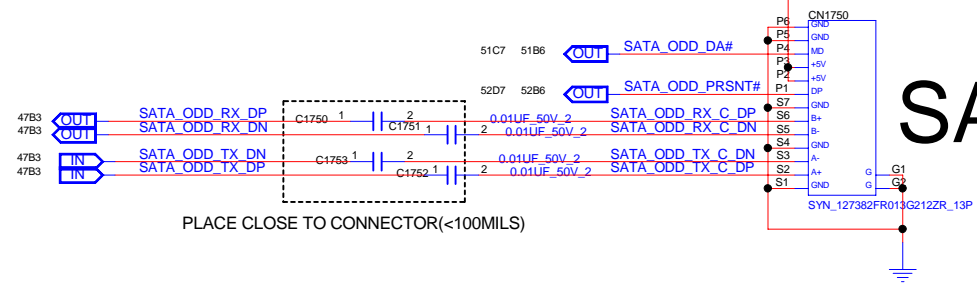 CN1750
P6 GND
P5 GND
51C7 51B6 OUT SATA_ODD_DA# P4 MD
P3 +5V
P2 +5V
52D7 52B6 OUT SATA_ODD_PRSNT# P1 DP
S7 GND
47B3 OUT SATA_ODD_RX_DP C1750 1 2 0.01UF_50V_2 SATA_ODD_RX_C_DP S6 B+
47B3 OUT SATA_ODD_RX_DN C1751 1 2 0.01UF_50V_2 SATA_ODD_RX_C_DN S5 B-
S4 GND
47B3 IN SATA_ODD_TX_DN C1753 1 2 0.01UF_50V_2 SATA_ODD_TX_C_DN S3 A-
47B3 IN SATA_ODD_TX_DP C1752 1 2 0.01UF_50V_2 SATA_ODD_TX_C_DP S2 A+ G G1
S1 GND G G2
SYN_127382FR013G212ZR_13P
PLACE CLOSE TO CONNECTOR(<100MILS)
SA